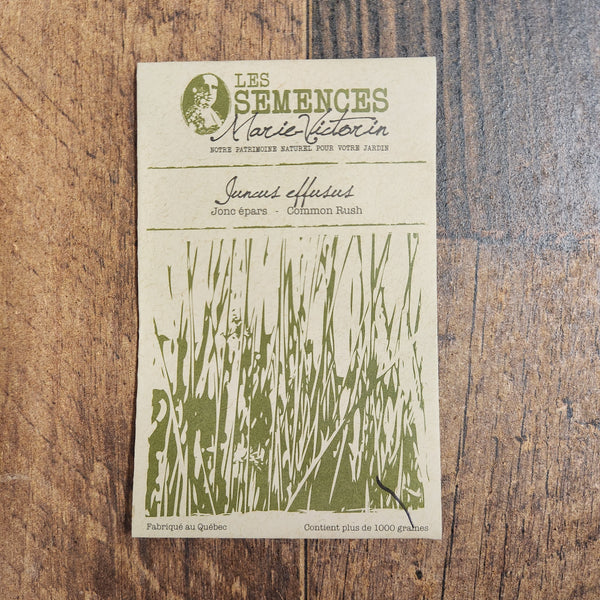 LES
SEMENCES
Marie-Victorin
NOTRE PATRIMOINE NATUREL POUR VOTRE JARDIN
Juncus effusus
Jonc épars - Common Rush
Fabriqué au Québec
Contient plus de 1000 graines